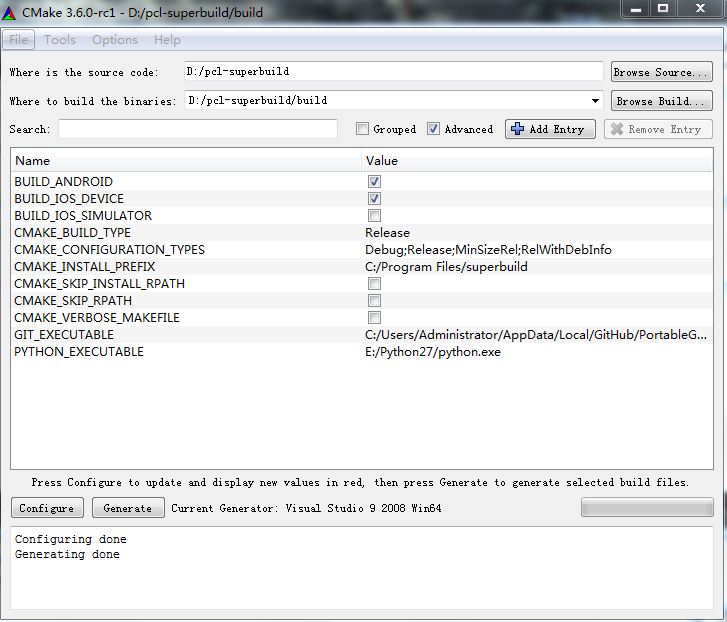 CMake 3.6.0-rc1 - D:/pcl-superbuild/build
File Tools Options Help
Where is the source code: D:/pcl-superbuild Browse Source...
Where to build the binaries: D:/pcl-superbuild/build Browse Build...
Search: Grouped Advanced Add Entry Remove Entry
Name Value
BUILD_ANDROID
BUILD_IOS_DEVICE
BUILD_IOS_SIMULATOR
CMAKE_BUILD_TYPE Release
CMAKE_CONFIGURATION_TYPES Debug;Release;MinSizeRel;RelWithDebInfo
CMAKE_INSTALL_PREFIX C:/Program Files/superbuild
CMAKE_SKIP_INSTALL_RPATH
CMAKE_SKIP_RPATH
CMAKE_VERBOSE_MAKEFILE
GIT_EXECUTABLE C:/Users/Administrator/AppData/Local/GitHub/PortableG...
PYTHON_EXECUTABLE E:/Python27/python.exe
Press Configure to update and display new values in red, then press Generate to generate selected build files.
Configure Generate Current Generator: Visual Studio 9 2008 Win64
Configuring done
Generating done